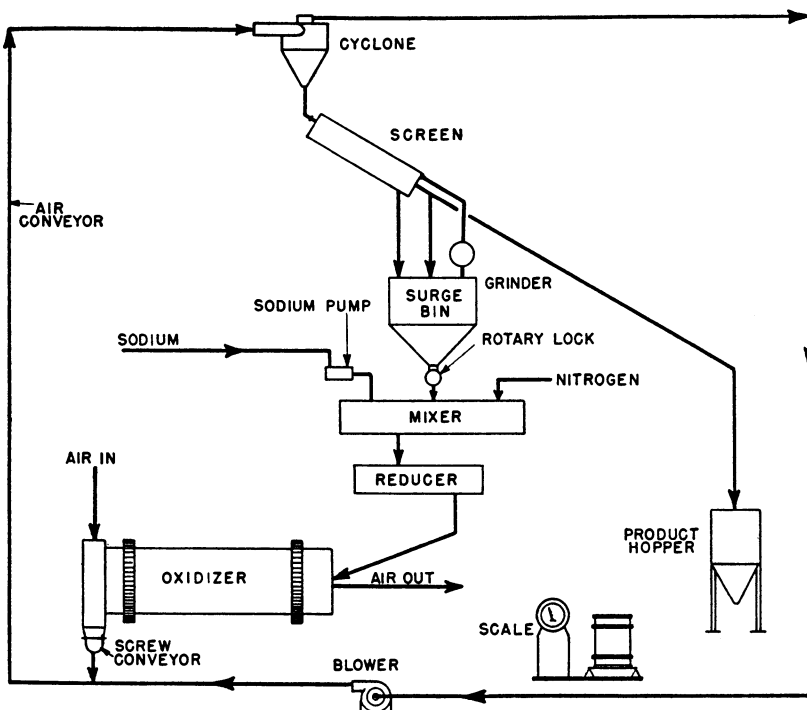 CYCLONE
SCREEN
AIR
CONVEYOR
GRINDER
SURGE
BIN
SODIUM PUMP
SODIUM
ROTARY LOCK
NITROGEN
MIXER
AIR IN
REDUCER
PRODUCT
HOPPER
OXIDIZER
AIR OUT
SCALE
SCREW
CONVEYOR
BLOWER